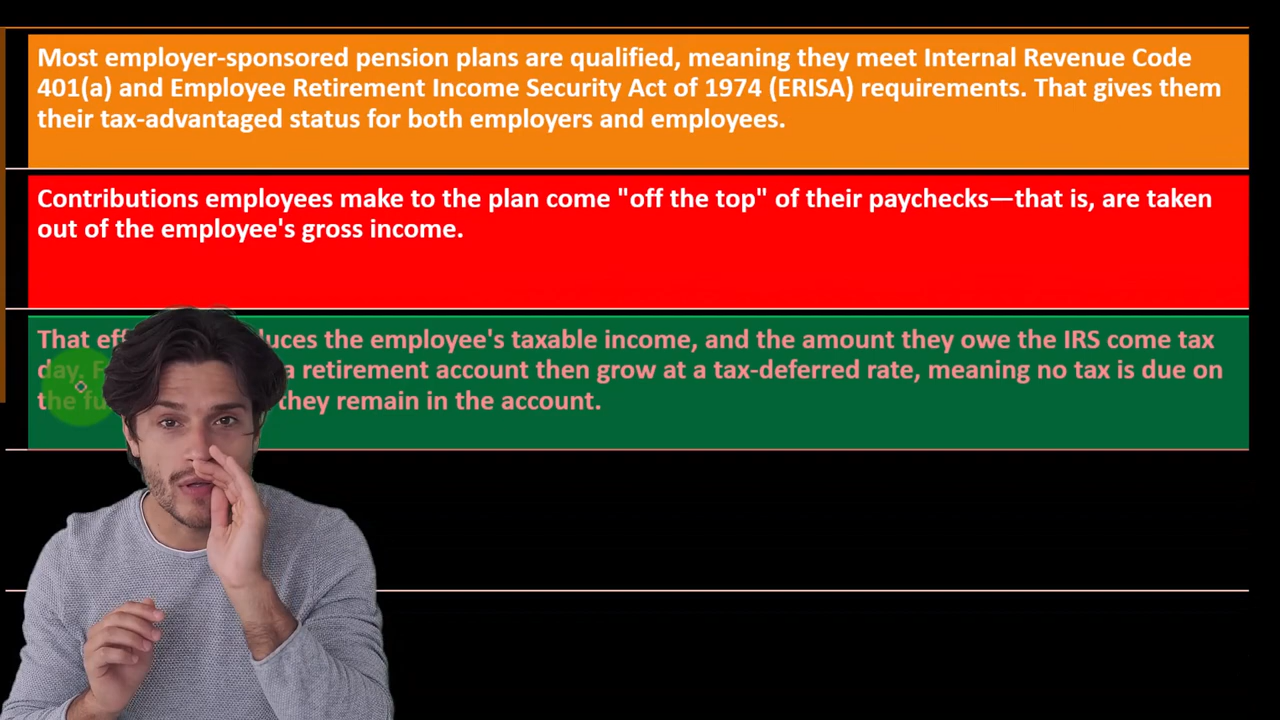 Most employer-sponsored pension plans are qualified, meaning they meet Internal Revenue Code
401(a) and Employee Retirement Income Security Act of 1974 (ERISA) requirements. That gives them
their tax-advantaged status for both employers and employees.
Contributions employees make to the plan come "off the top" of their paychecks—that is, are taken
out of the employee's gross income.
That the employee's taxable income, and the amount they owe the IRS come tax
day. a retirement account then grow at a tax-deferred rate, meaning no tax is due on
the they remain in the account.